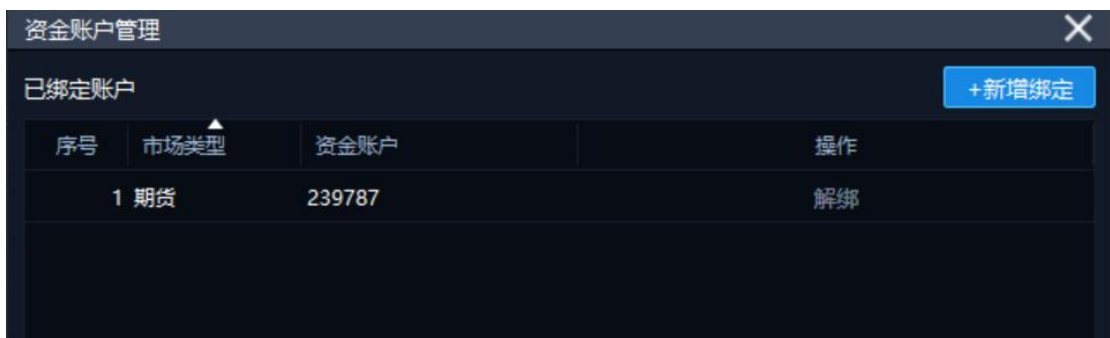 资金账户管理
已绑定账户 +新增绑定
序号 市场类型 资金账户 操作
1 期货 239787 解绑